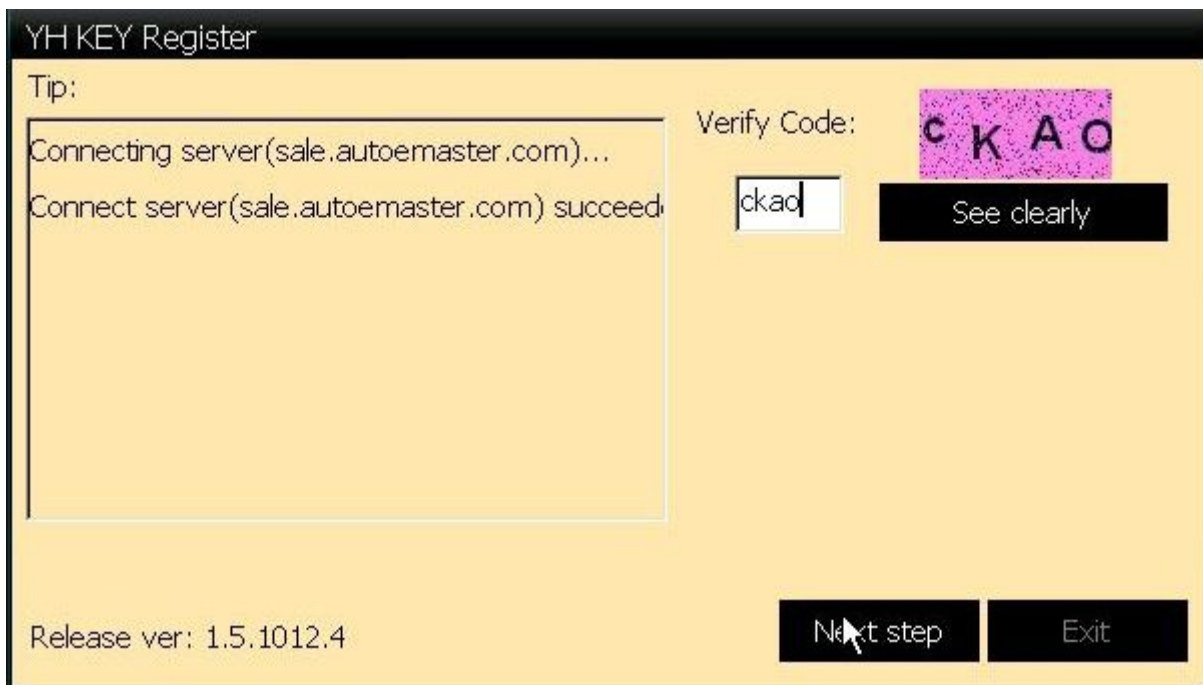 YH KEY Register
Tip:
Connecting server(sale.autoemaster.com)...
Connect server(sale.autoemaster.com) succeed
Verify Code:
c K A O
ckao
See clearly
Release ver: 1.5.1012.4
Next step
Exit